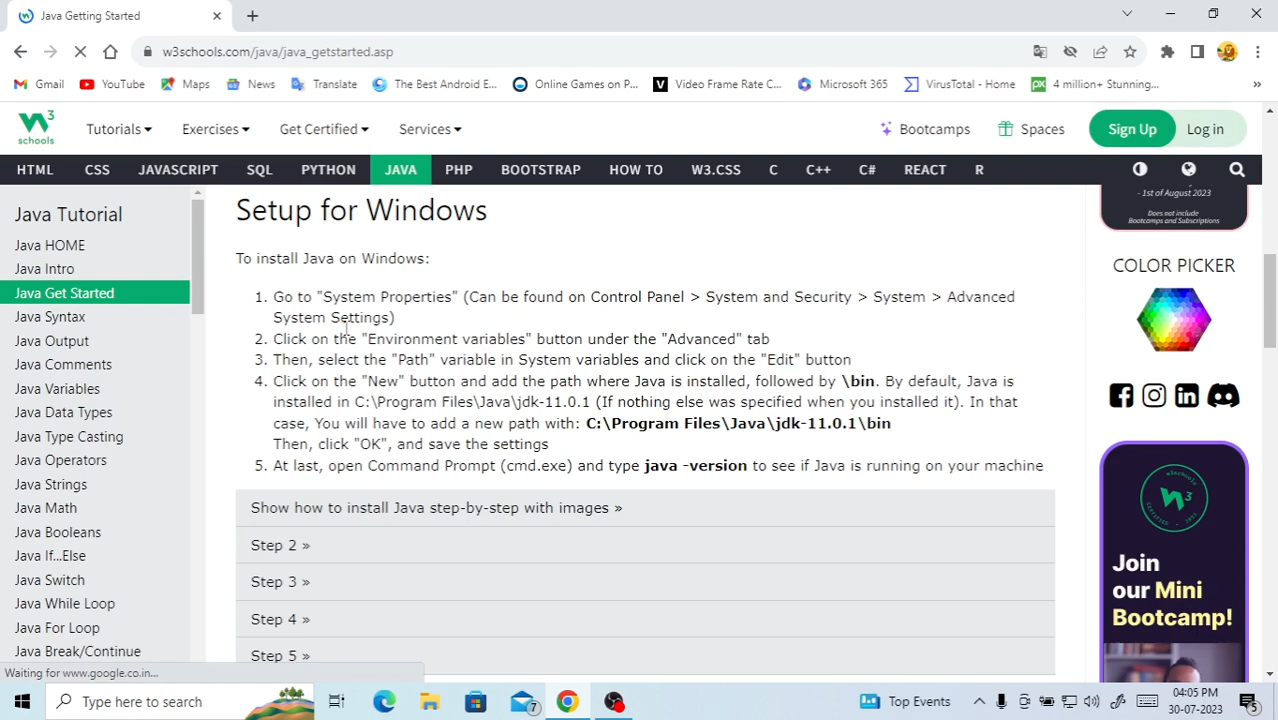 Java Getting Started
w3schools.com/java/java_getstarted.asp
Gmail YouTube Maps News Translate The Best Android E... Online Games on P... Video Frame Rate C... Microsoft 365 VirusTotal - Home 4 million+ Stunning... »
W3 schools Tutorials Exercises Get Certified Services Bootcamps Spaces Sign Up Log in
HTML CSS JAVASCRIPT SQL PYTHON JAVA PHP BOOTSTRAP HOW TO W3.CSS C C++ C# REACT R
Java Tutorial
Java HOME
Java Intro
Java Get Started
Java Syntax
Java Output
Java Comments
Java Variables
Java Data Types
Java Type Casting
Java Operators
Java Strings
Java Math
Java Booleans
Java If...Else
Java Switch
Java While Loop
Java For Loop
Java Break/Continue
Setup for Windows
To install Java on Windows:
1. Go to "System Properties" (Can be found on Control Panel > System and Security > System > Advanced
System Settings)
2. Click on the "Environment variables" button under the "Advanced" tab
3. Then, select the "Path" variable in System variables and click on the "Edit" button
4. Click on the "New" button and add the path where Java is installed, followed by \bin. By default, Java is
installed in C:\Program Files\Java\jdk-11.0.1 (If nothing else was specified when you installed it). In that
case, You will have to add a new path with: C:\Program Files\Java\jdk-11.0.1\bin
Then, click "OK", and save the settings
5. At last, open Command Prompt (cmd.exe) and type java -version to see if Java is running on your machine
Show how to install Java step-by-step with images »
Step 2 »
Step 3 »
Step 4 »
Step 5 »
- 1st of August 2023
Does not include
Bootcamps and Subscriptions
COLOR PICKER
w3schools
W3
CERTIFIED
Join
our Mini
Bootcamp!
Waiting for www.google.co.in...
Type here to search
7
Top Events
04:05 PM
30-07-2023
5